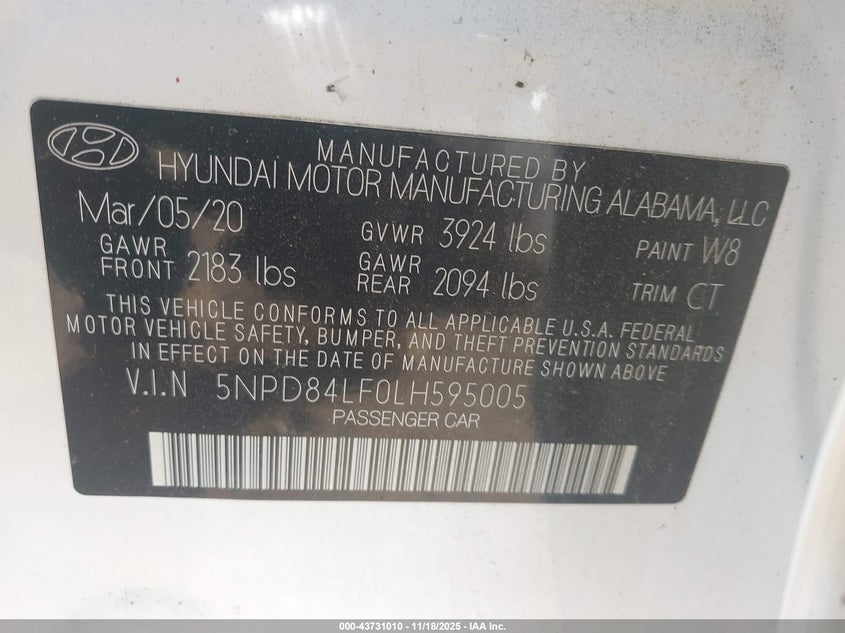 MANUFACTURED BY
HYUNDAI MOTOR MANUFACTURING ALABAMA, LLC
Mar/05/20 GVWR 3924 lbs PAINT W8
GAWR FRONT 2183 lbs GAWR REAR 2094 lbs TRIM CT
THIS VEHICLE CONFORMS TO ALL APPLICABLE U.S.A. FEDERAL
MOTOR VEHICLE SAFETY, BUMPER, AND THEFT PREVENTION STANDARDS
IN EFFECT ON THE DATE OF MANUFACTURE SHOWN ABOVE
V.I.N 5NPD84LF0LH595005
PASSENGER CAR
000-43731010 - 11/18/2025 - IAA Inc.